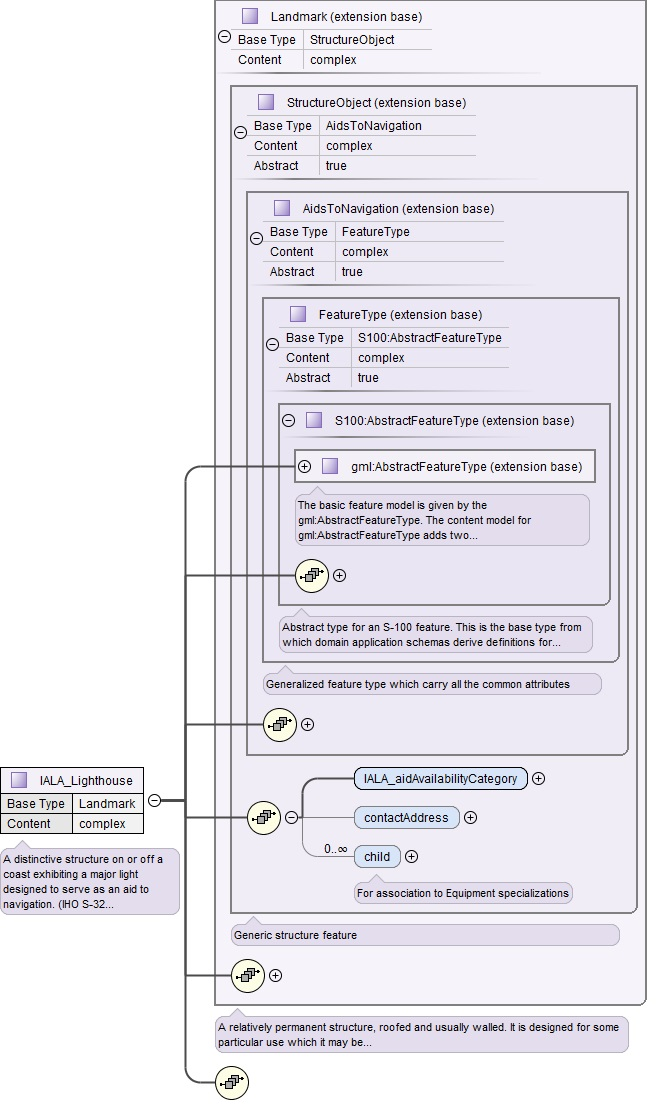 Landmark (extension base)
Base Type StructureObject
Content complex
StructureObject (extension base)
Base Type AidsToNavigation
Content complex
Abstract true
AidsToNavigation (extension base)
Base Type FeatureType
Content complex
Abstract true
FeatureType (extension base)
Base Type S100:AbstractFeatureType
Content complex
Abstract true
S100:AbstractFeatureType (extension base)
gml:AbstractFeatureType (extension base)
The basic feature model is given by the
gml:AbstractFeatureType. The content model for
gml:AbstractFeatureType adds two...
Abstract type for an S-100 feature. This is the base type from
which domain application schemas derive definitions for...
Generalized feature type which carry all the common attributes
IALA_Lighthouse
Base Type Landmark
Content complex
A distinctive structure on or off a
coast exhibiting a major light
designed to serve as an aid to
navigation. (IHO S-32...
IALA_aidAvailabilityCategory
contactAddress
0..∞
child
For association to Equipment specializations
Generic structure feature
A relatively permanent structure, roofed and usually walled. It is designed for some
particular use which it may be...